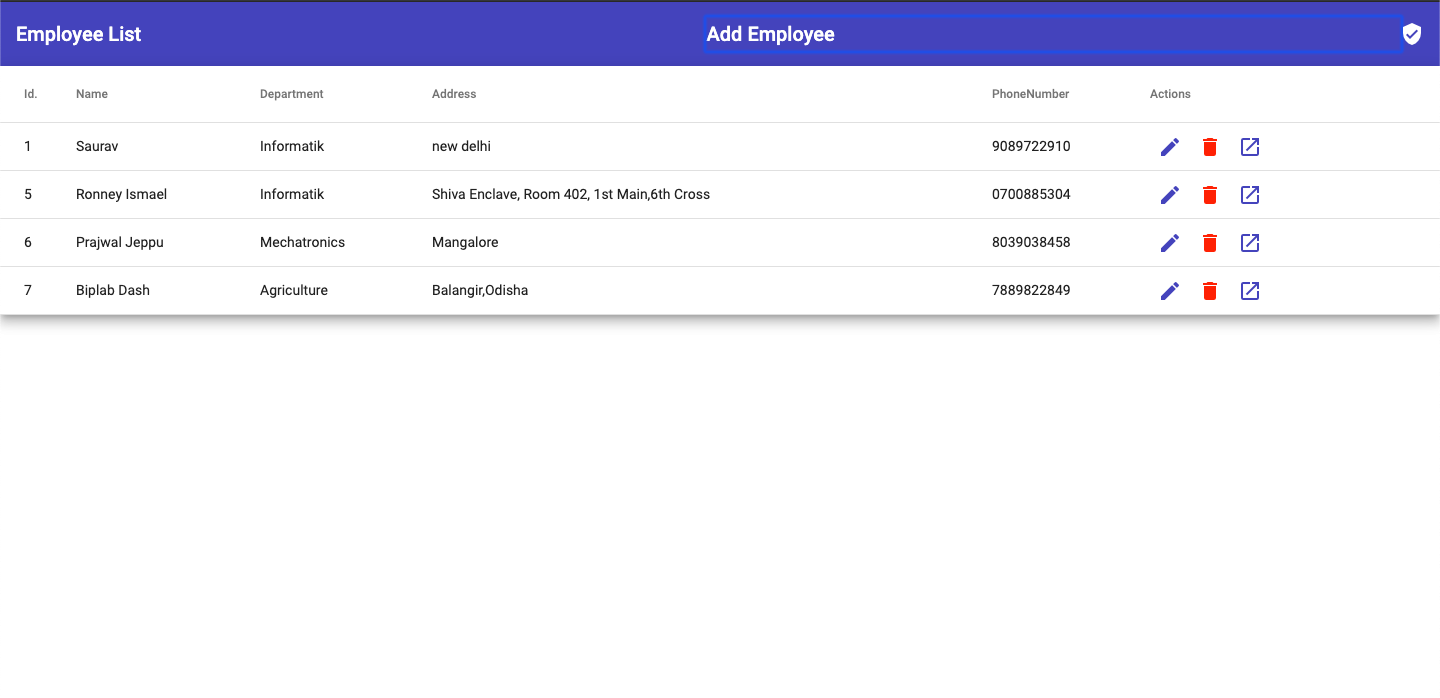 Employee List Add Employee
Id. Name Department Address PhoneNumber Actions
1 Saurav Informatik new delhi 9089722910
5 Ronney Ismael Informatik Shiva Enclave, Room 402, 1st Main,6th Cross 0700885304
6 Prajwal Jeppu Mechatronics Mangalore 8039038458
7 Biplab Dash Agriculture Balangir,Odisha 7889822849